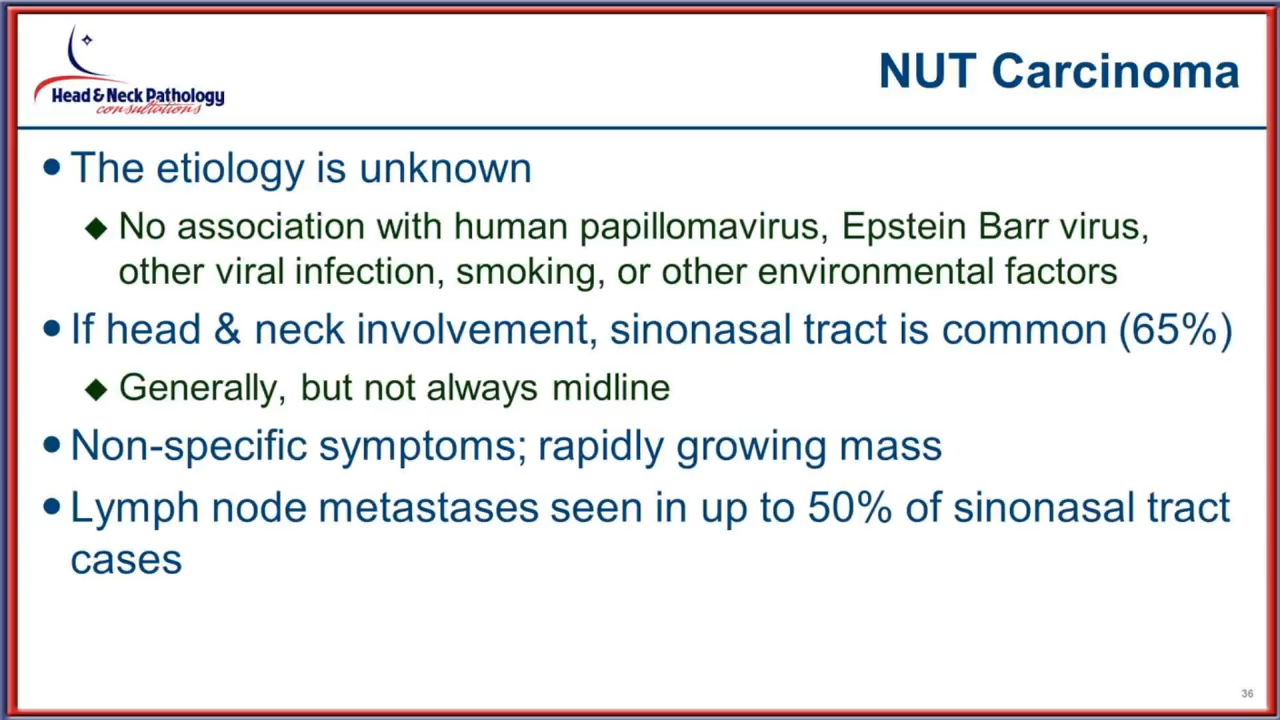 Head & Neck Pathology
consultations
NUT Carcinoma
• The etiology is unknown
◆ No association with human papillomavirus, Epstein Barr virus,
other viral infection, smoking, or other environmental factors
• If head & neck involvement, sinonasal tract is common (65%)
◆ Generally, but not always midline
• Non-specific symptoms; rapidly growing mass
• Lymph node metastases seen in up to 50% of sinonasal tract
cases
36